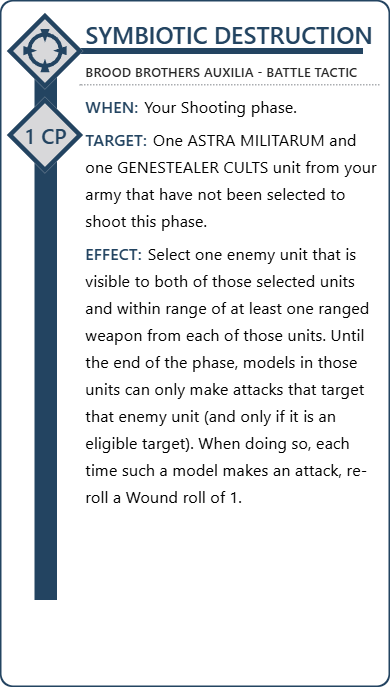 SYMBIOTIC DESTRUCTION
BROOD BROTHERS AUXILIA - BATTLE TACTIC
WHEN: Your Shooting phase.
1 CP
TARGET: One ASTRA MILITARUM and
one GENESTEALER CULTS unit from your
army that have not been selected to
shoot this phase.
EFFECT: Select one enemy unit that is
visible to both of those selected units
and within range of at least one ranged
weapon from each of those units. Until
the end of the phase, models in those
units can only make attacks that target
that enemy unit (and only if it is an
eligible target). When doing so, each
time such a model makes an attack, re-
roll a Wound roll of 1.